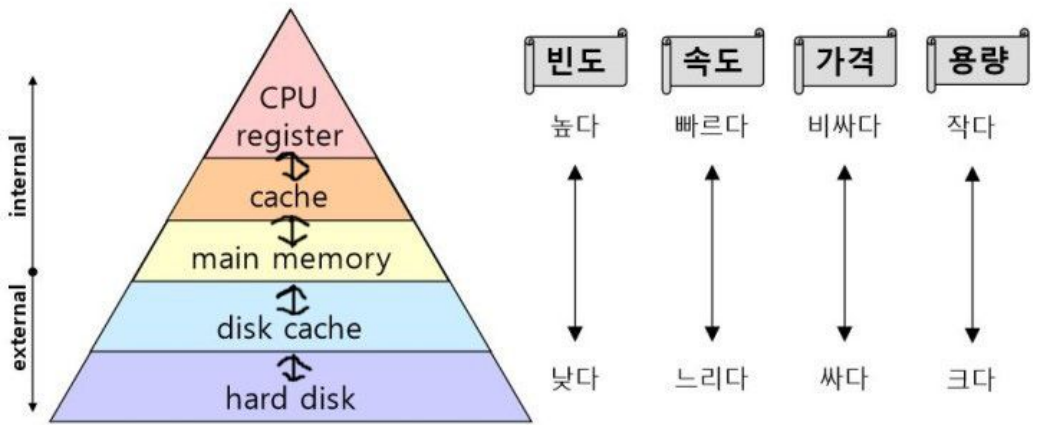 CPU
register
cache
main memory
disk cache
hard disk
internal
external
빈도 속도 가격 용량
높다 빠르다 비싸다 작다
낮다 느리다 싸다 크다